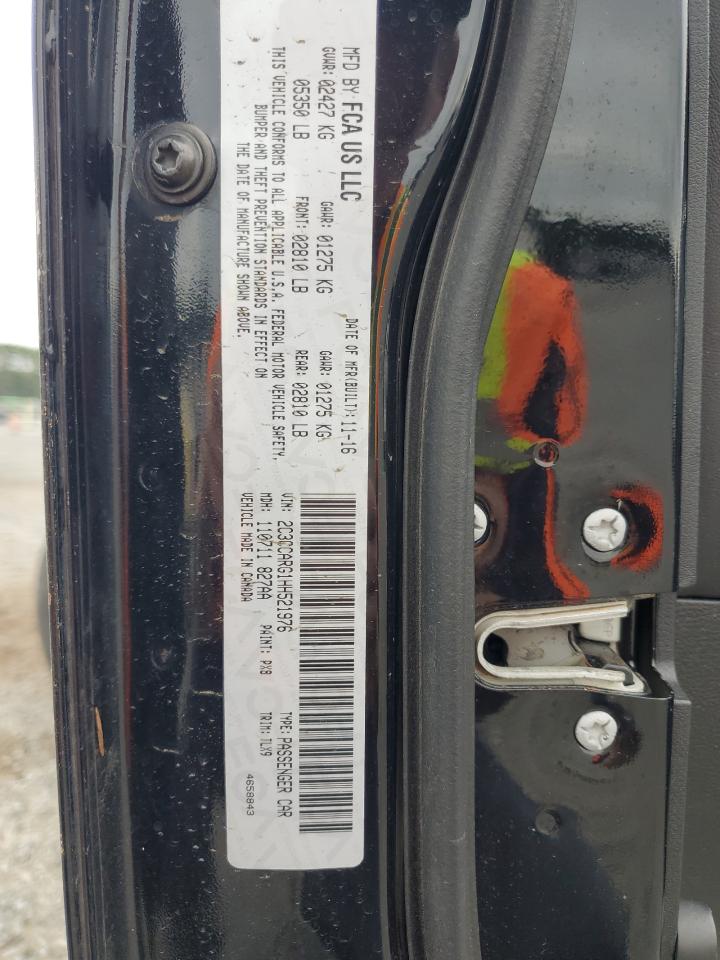 MFD BY FCA US LLC
DATE OF MFR(BUILT): 11-16
GVWR: 02427 KG GAWR: 01275 KG GAWR: 01275 KG
05350 LB FRONT: 02810 LB REAR: 02810 LB
THIS VEHICLE CONFORMS TO ALL APPLICABLE U.S.A. FEDERAL MOTOR VEHICLE SAFETY,
BUMPER AND THEFT PREVENTION STANDARDS IN EFFECT ON
THE DATE OF MANUFACTURE SHOWN ABOVE.
VIN: 2C3CCARG1HH521976 TYPE: PASSENGER CAR
MDH: 110711 827AA PAINT: PX8 TRIM: TLX9
VEHICLE MADE IN CANADA 4658843